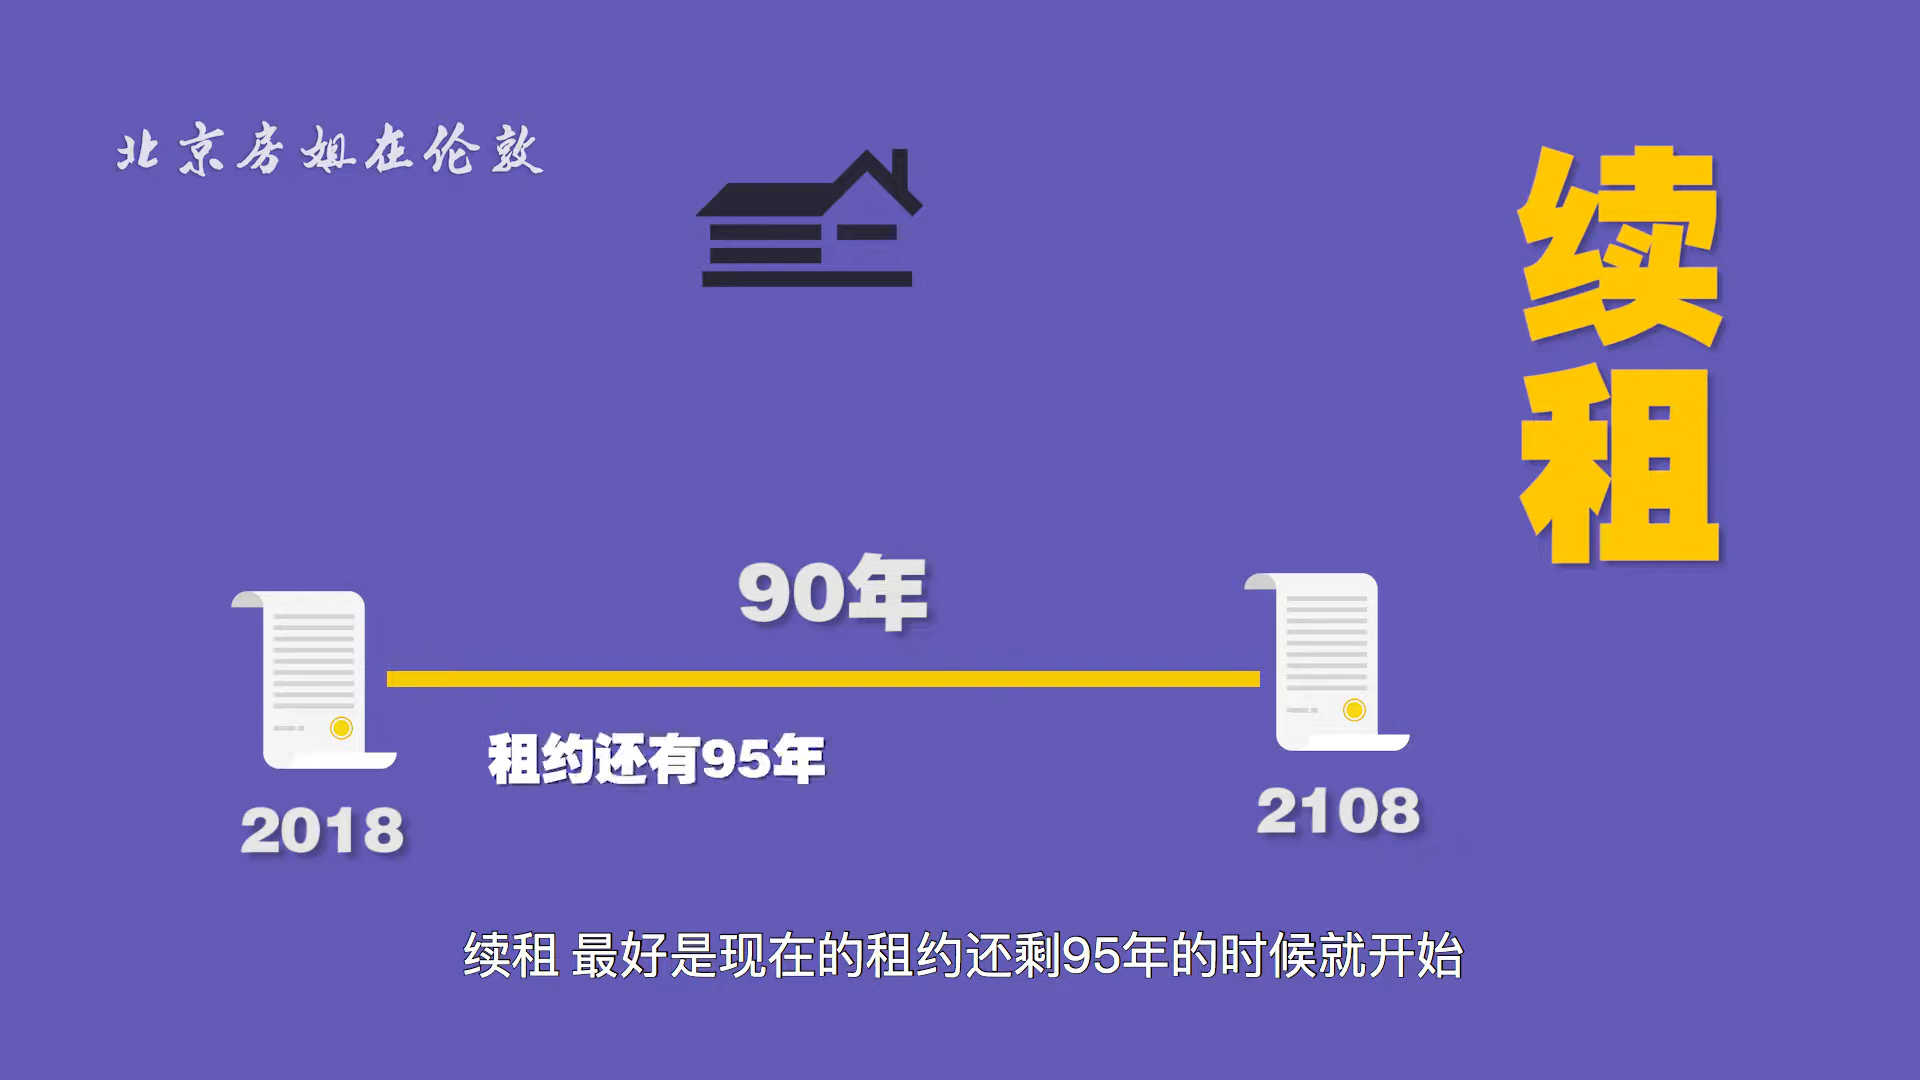 北京房姐在伦敦
续租
90年
租约还有95年
2018
2108
续租 最好是现在的租约还剩95年的时候就开始